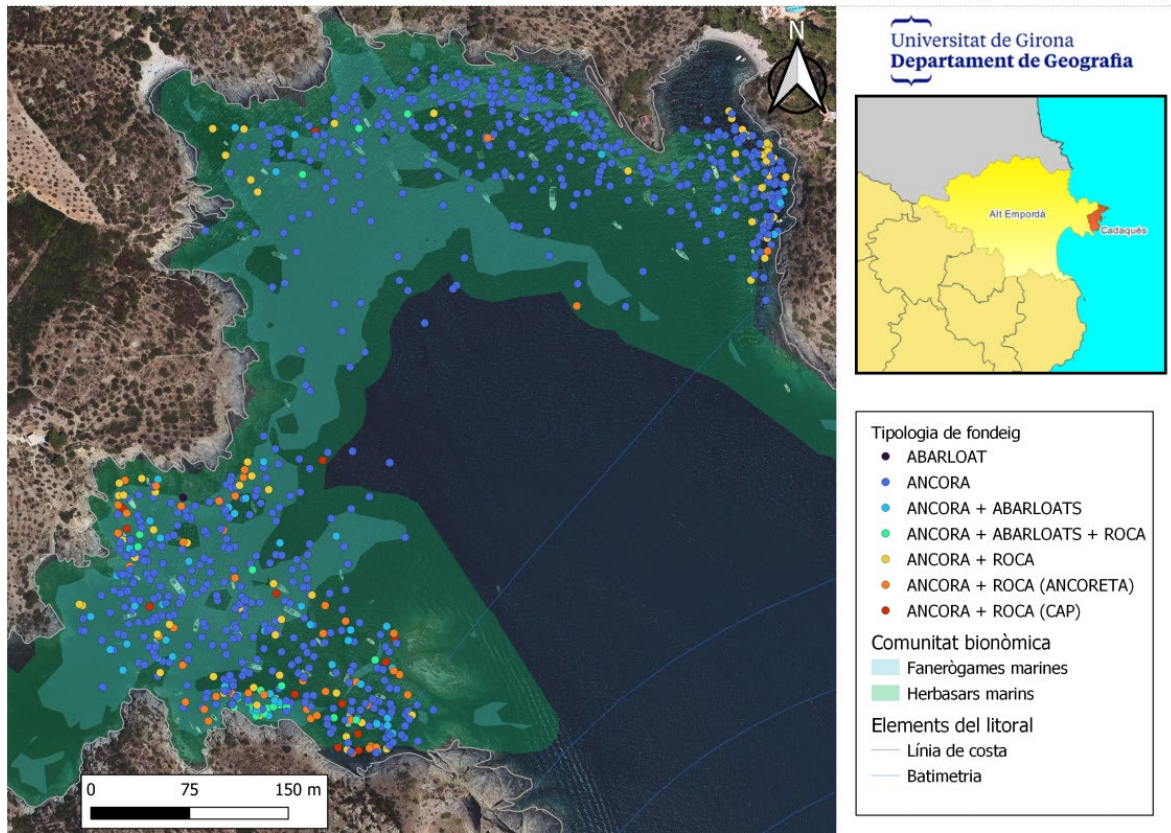 N
0 75 150 m
Universitat de Girona
Departament de Geografia
Alt Empordà
Cadaqués
Tipologia de fondeig
ABARLOAT
ANCORA
ANCORA + ABARLOATS
ANCORA + ABARLOATS + ROCA
ANCORA + ROCA
ANCORA + ROCA (ANCORETA)
ANCORA + ROCA (CAP)
Comunitat bionòmica
Fanerògames marines
Herbasars marins
Elements del litoral
Línia de costa
Batimetria